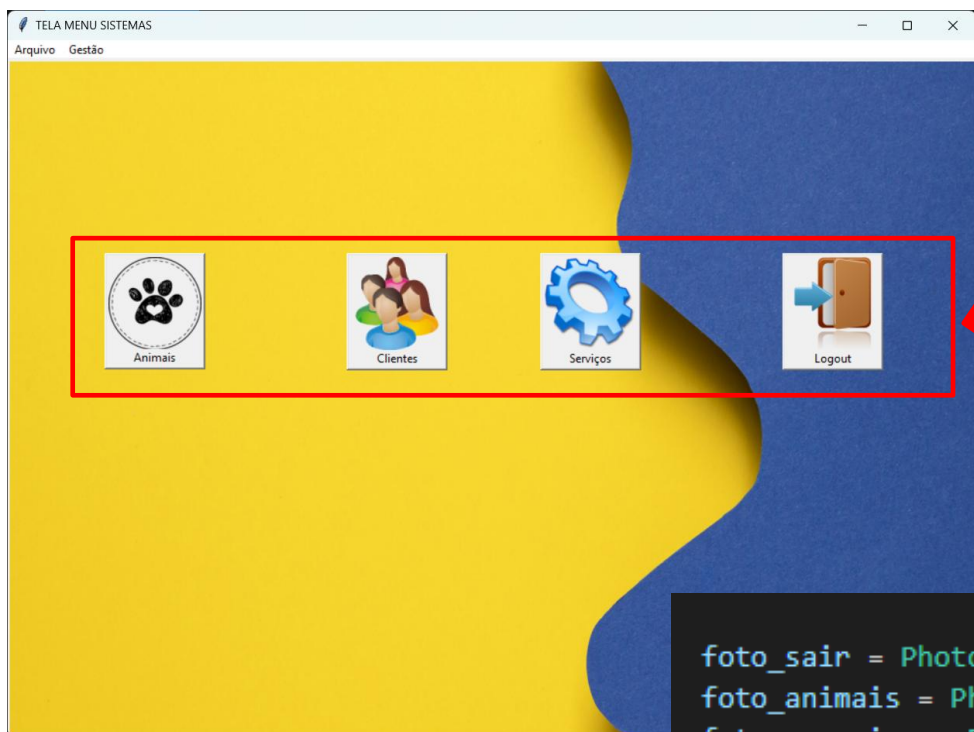 TELA MENU SISTEMAS
Arquivo Gestão
Animais Clientes Serviços Logout
foto_sair = Photo
foto_animais = Ph